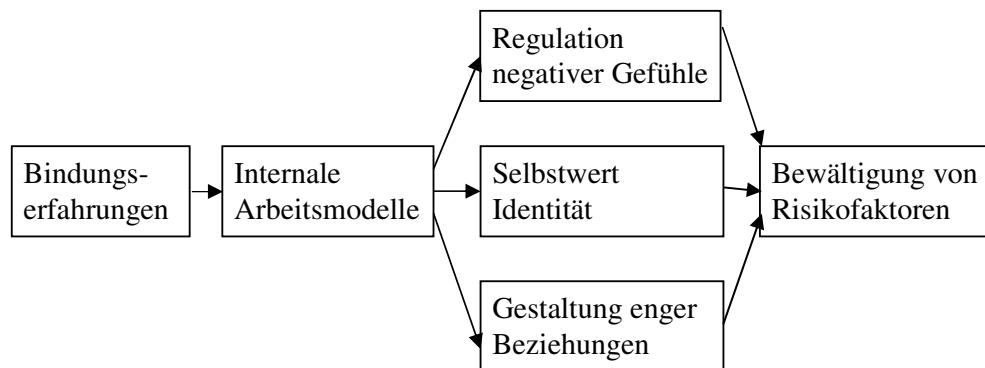 Bindungs-
erfahrungen
Internale
Arbeitsmodelle
Regulation
negativer Gefühle
Selbstwert
Identität
Gestaltung enger
Beziehungen
Bewältigung von
Risikofaktoren